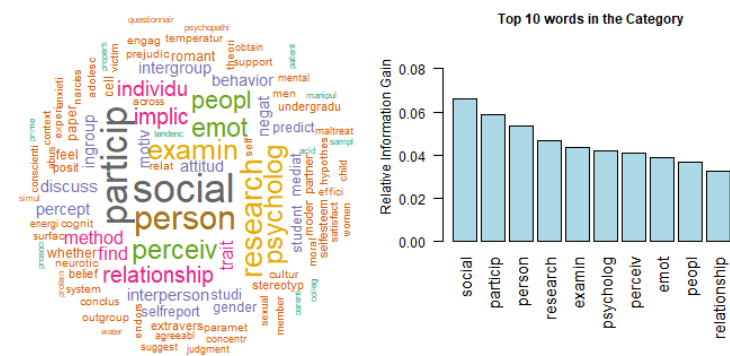 questionnair
psychopathi
engag temperatur theori obtain
victim prejudic romant support patient
properti adolesc narciss cell intergroup behavior mental
across individu peopl men manipul
anxieti experi paper implic emot negat undergradu
context prime abus ingroup tendenc predict maltreat
conscienti feel posit motiv examin self sampl
particip relat attitud acid hypothes
discuss social mediat partner child
simul percept person research psycholog student effici
energi cognit moder selfesteem satisfact women
surfac method perceiv moral
prosoci whether find trait
neurotic belief relationship cultur
protein system interperson studi stereotyp parent colleg
conclus selfreport gender sexual member
outgroup endors extravers paramet
water agreeabl concentr
suggest judgment
Top 10 words in the Category
Relative Information Gain
0.08
0.06
0.04
0.02
0.00
social
particip
person
research
examin
psycholog
perceiv
emot
peopl
relationship